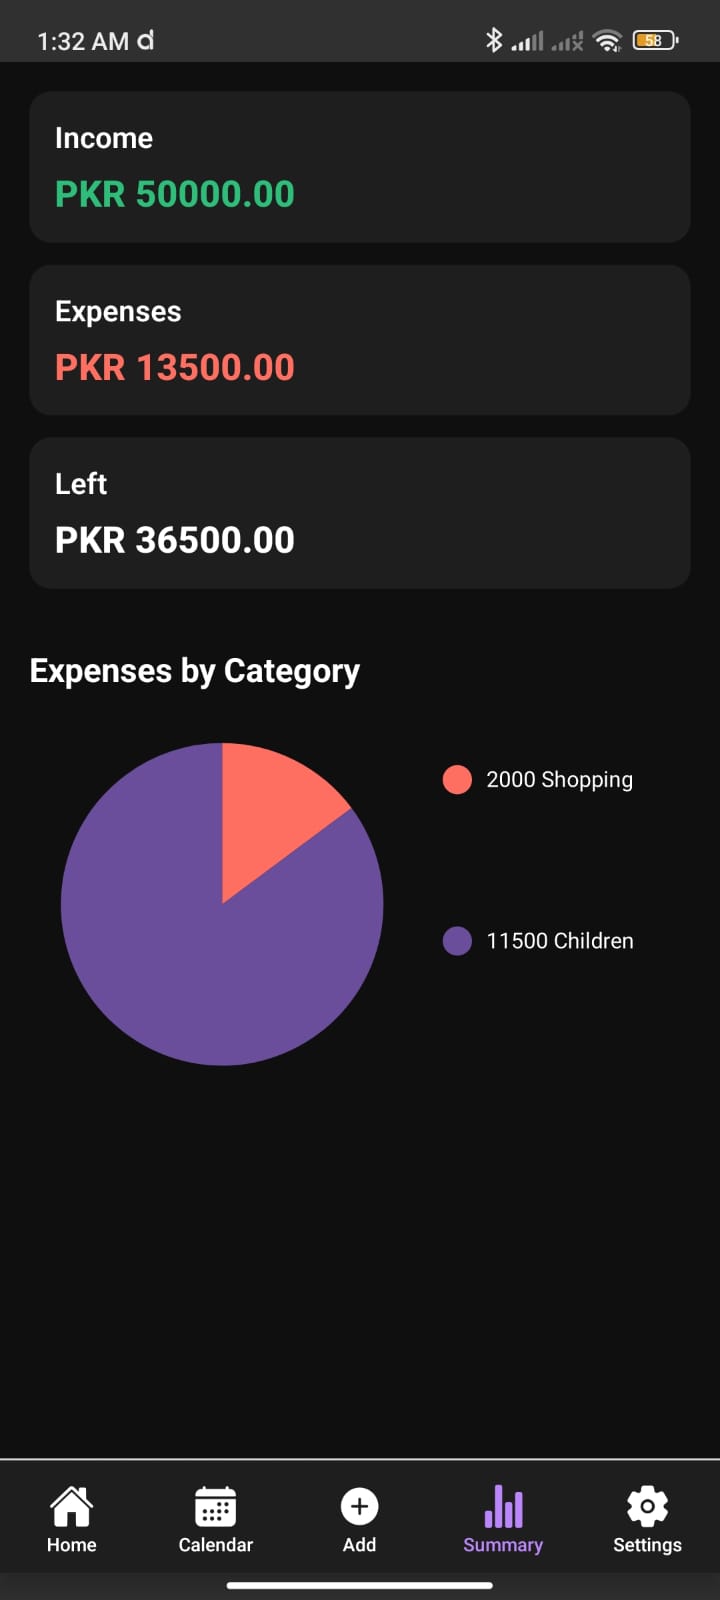 1:32 AM d
58
Income
PKR 50000.00
Expenses
PKR 13500.00
Left
PKR 36500.00
Expenses by Category
2000 Shopping
11500 Children
Home
Calendar
Add
Summary
Settings